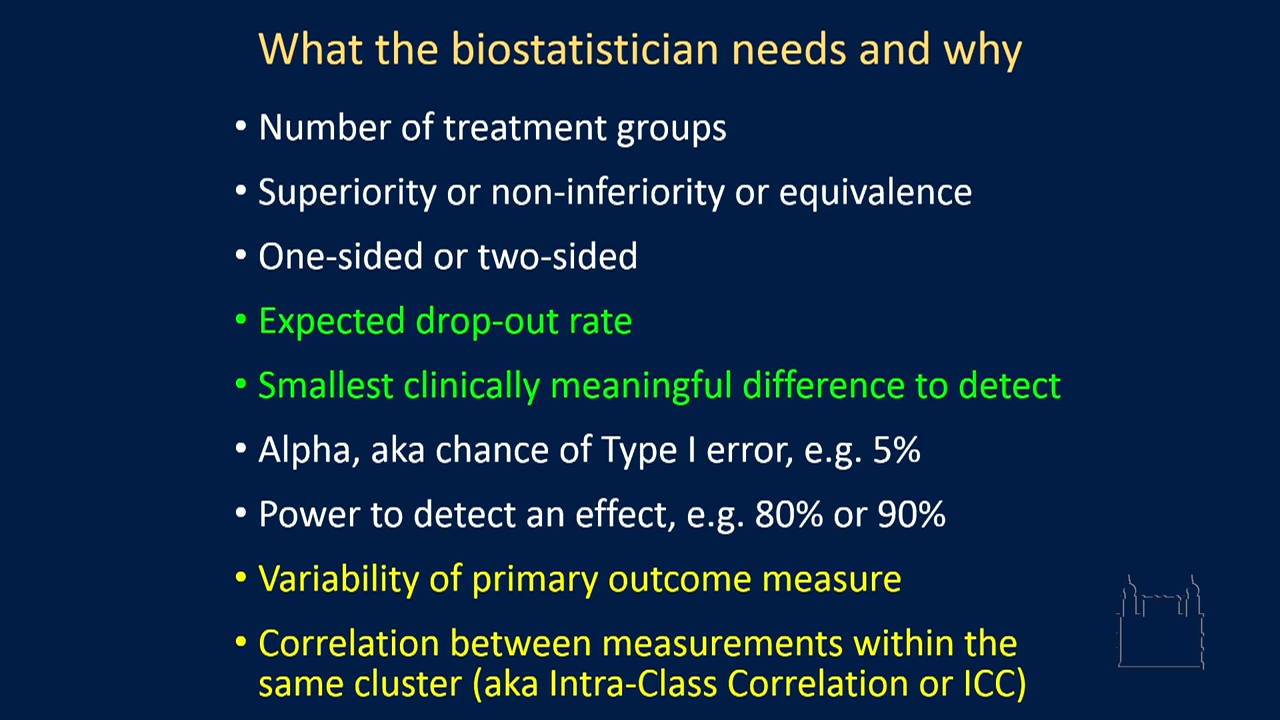 What the biostatistician needs and why
• Number of treatment groups
• Superiority or non-inferiority or equivalence
• One-sided or two-sided
• Expected drop-out rate
• Smallest clinically meaningful difference to detect
• Alpha, aka chance of Type I error, e.g. 5%
• Power to detect an effect, e.g. 80% or 90%
• Variability of primary outcome measure
• Correlation between measurements within the
same cluster (aka Intra-Class Correlation or ICC)